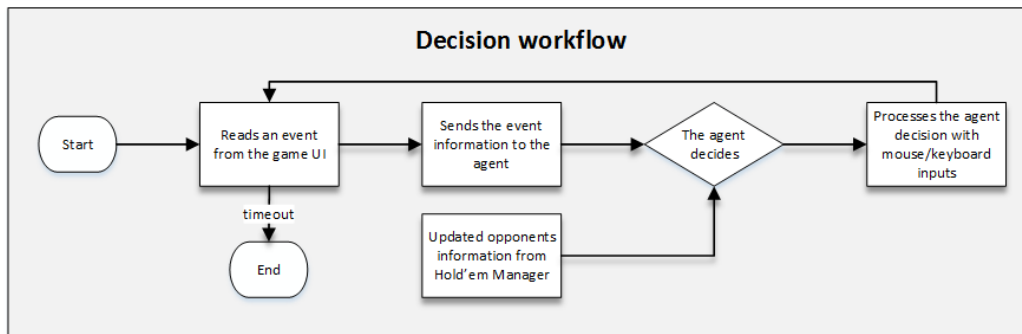 Decision workflow
Start
Reads an event
from the game UI
Sends the event
information to the
agent
The agent
decides
Processes the agent
decision with
mouse/keyboard
inputs
timeout
End
Updated opponents
information from
Hold'em Manager